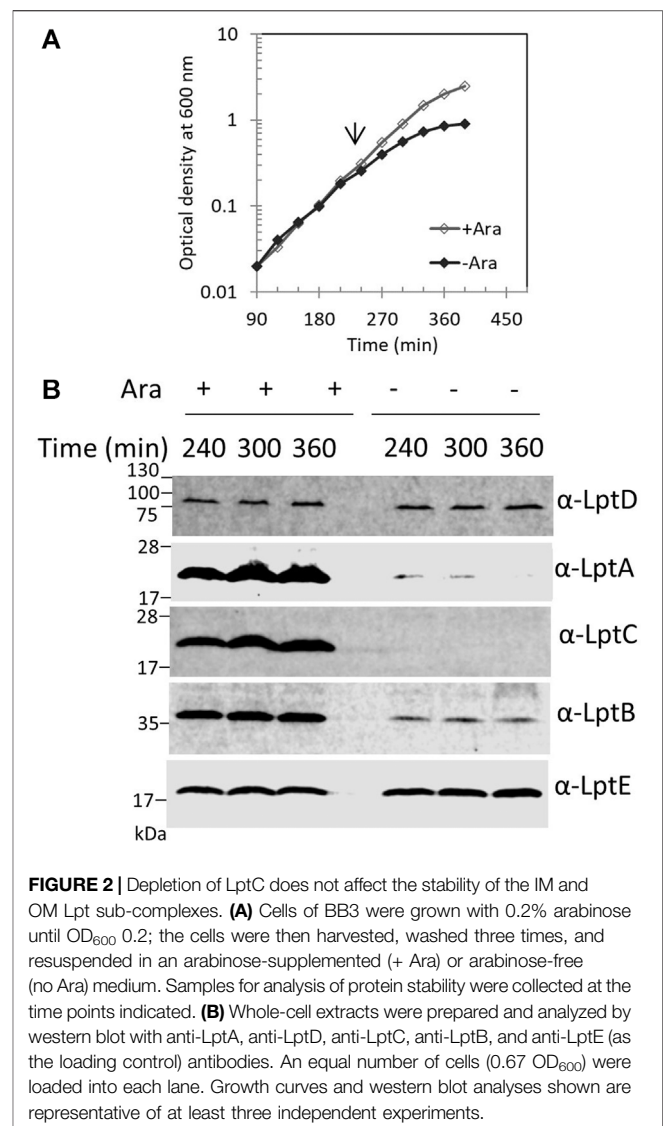 A
10
1
0.1
0.01
Optical density at 600 nm
+Ara
-Ara
90 180 270 360 450
Time (min)
B
Ara + + + - - -
Time (min) 240 300 360 240 300 360
130
100
75
α-LptD
28
17
α-LptA
28
17
α-LptC
35
α-LptB
17
α-LptE
kDa
FIGURE 2 | Depletion of LptC does not affect the stability of the IM and
OM Lpt sub-complexes. (A) Cells of BB3 were grown with 0.2% arabinose
until OD600 0.2; the cells were then harvested, washed three times, and
resuspended in an arabinose-supplemented (+ Ara) or arabinose-free
(no Ara) medium. Samples for analysis of protein stability were collected at the
time points indicated. (B) Whole-cell extracts were prepared and analyzed by
western blot with anti-LptA, anti-LptD, anti-LptC, anti-LptB, and anti-LptE (as
the loading control) antibodies. An equal number of cells (0.67 OD600) were
loaded into each lane. Growth curves and western blot analyses shown are
representative of at least three independent experiments.